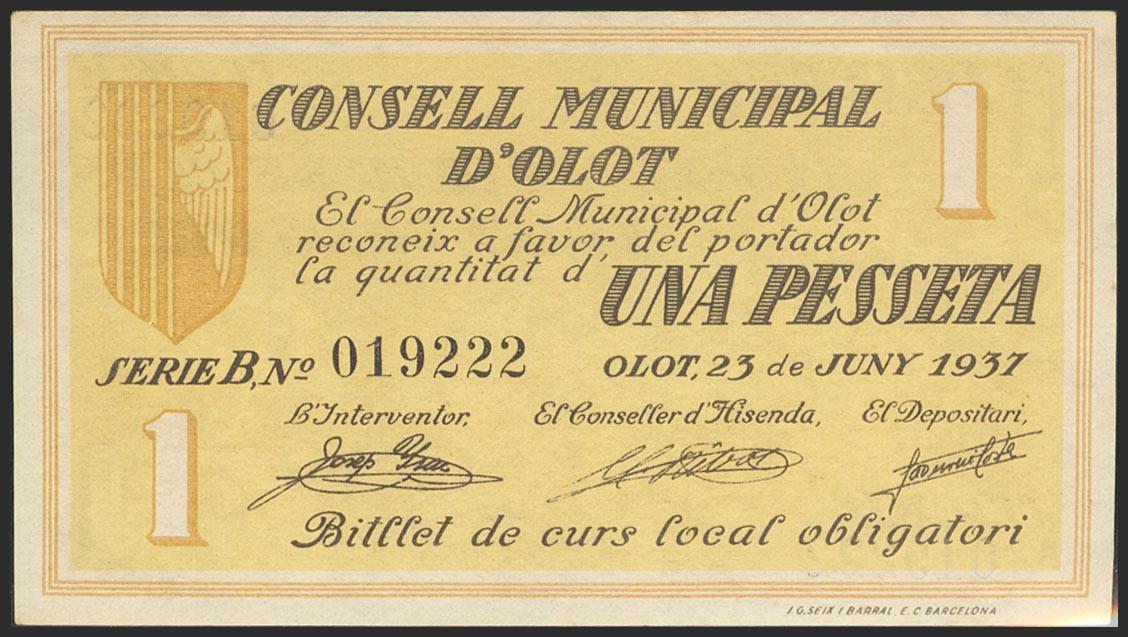 CONSELL MUNICIPAL
D'OLOT
1
El Consell Municipal d'Olot
reconeix a favor del portador
la quantitat d' UNA PESSETA
SERIE B, Nº 019222
OLOT, 23 de JUNY 1937
L'Interventor,
El Conseller d'Hisenda,
El Depositari,
1
Josep
Bitllet de curs local obligatori
I. G. SEIX I BARRAL. E. C. BARCELONA